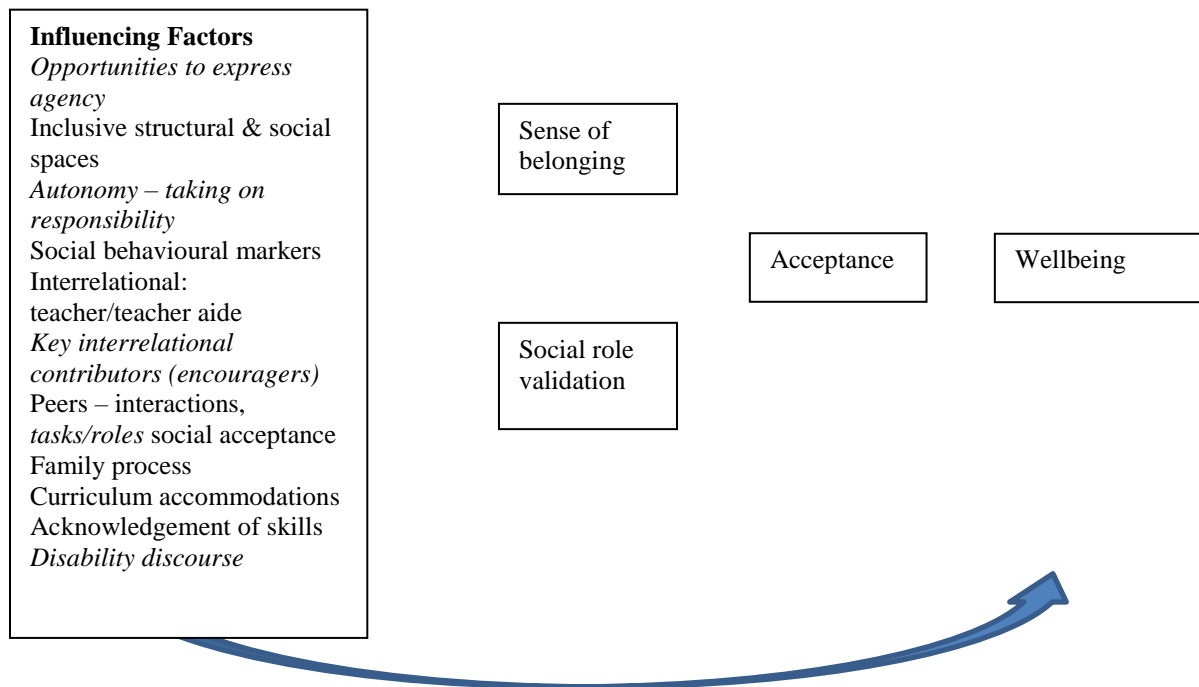 Influencing Factors
Opportunities to express
agency
Inclusive structural & social
spaces
Autonomy – taking on
responsibility
Social behavioural markers
Interrelational:
teacher/teacher aide
Key interrelational
contributors (encouragers)
Peers – interactions,
tasks/roles social acceptance
Family process
Curriculum accommodations
Acknowledgement of skills
Disability discourse
Sense of
belonging
Social role
validation
Acceptance
Wellbeing